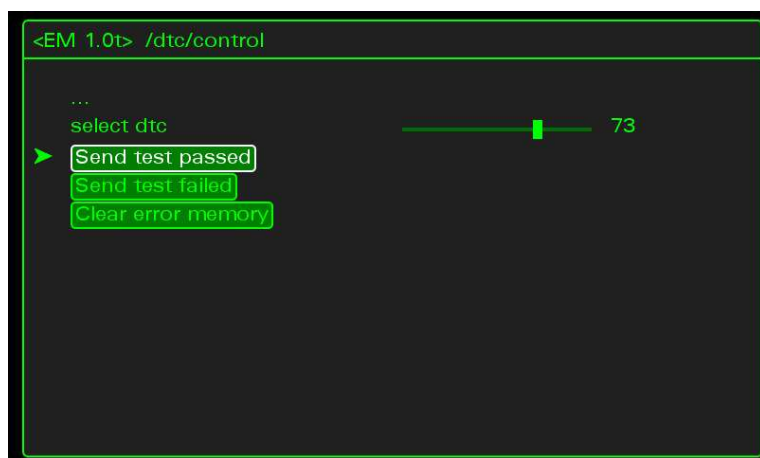 <EM 1.0t> /dtc/control
...
select dtc 73
Send test passed
Send test failed
Clear error memory